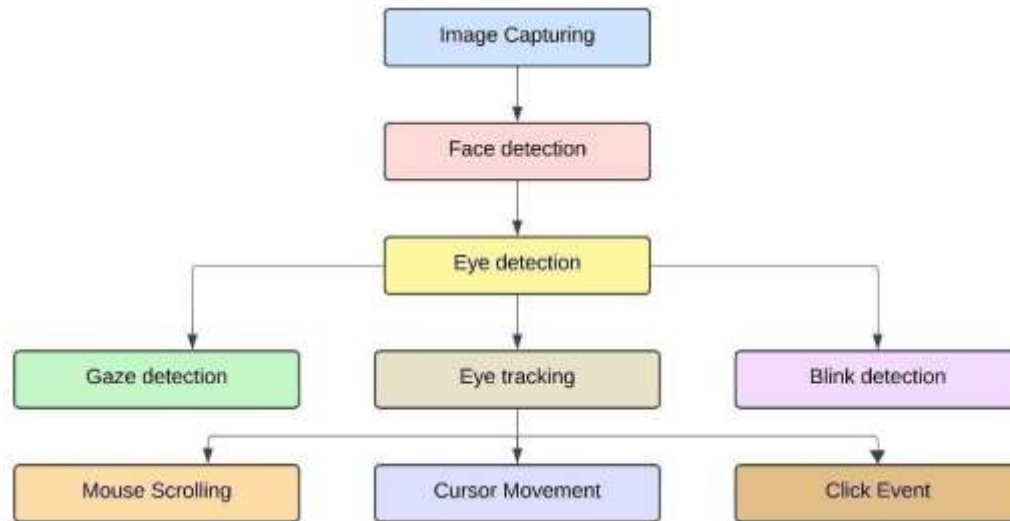 Image Capturing
Face detection
Eye detection
Gaze detection
Eye tracking
Blink detection
Mouse Scrolling
Cursor Movement
Click Event